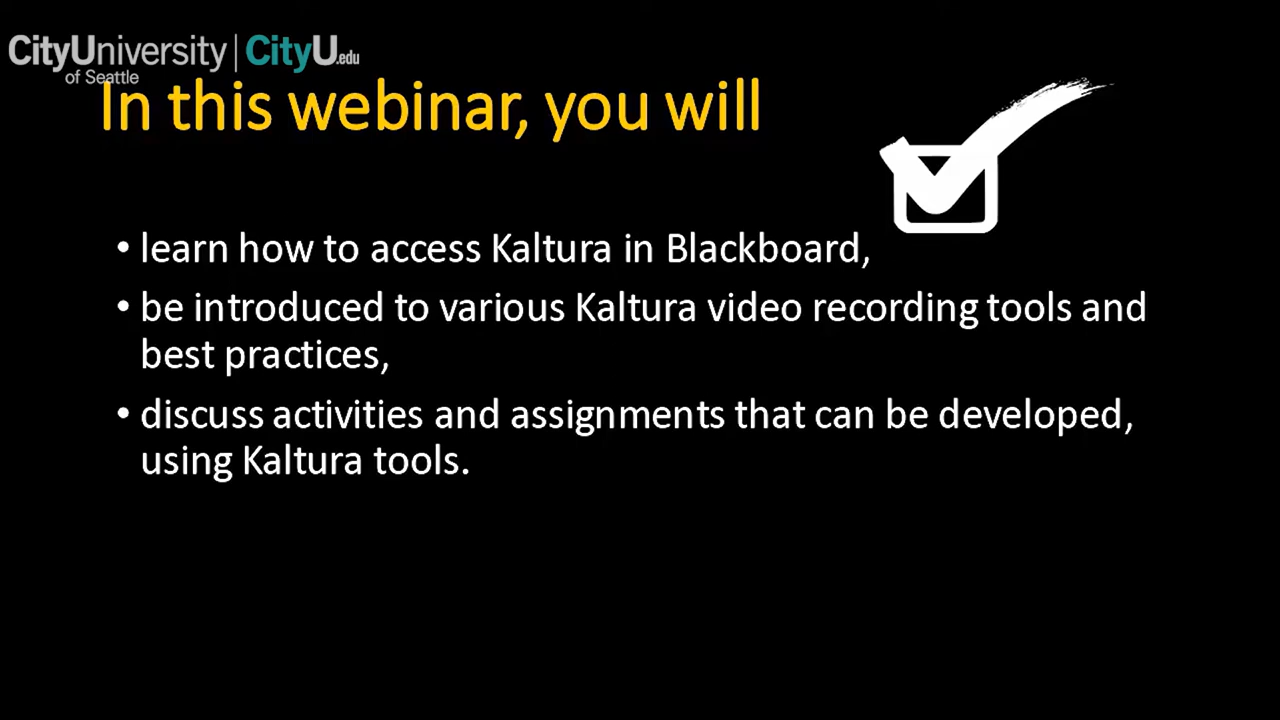 CityUniversity | CityU.edu
of Seattle
In this webinar, you will
• learn how to access Kaltura in Blackboard,
• be introduced to various Kaltura video recording tools and
best practices,
• discuss activities and assignments that can be developed,
using Kaltura tools.